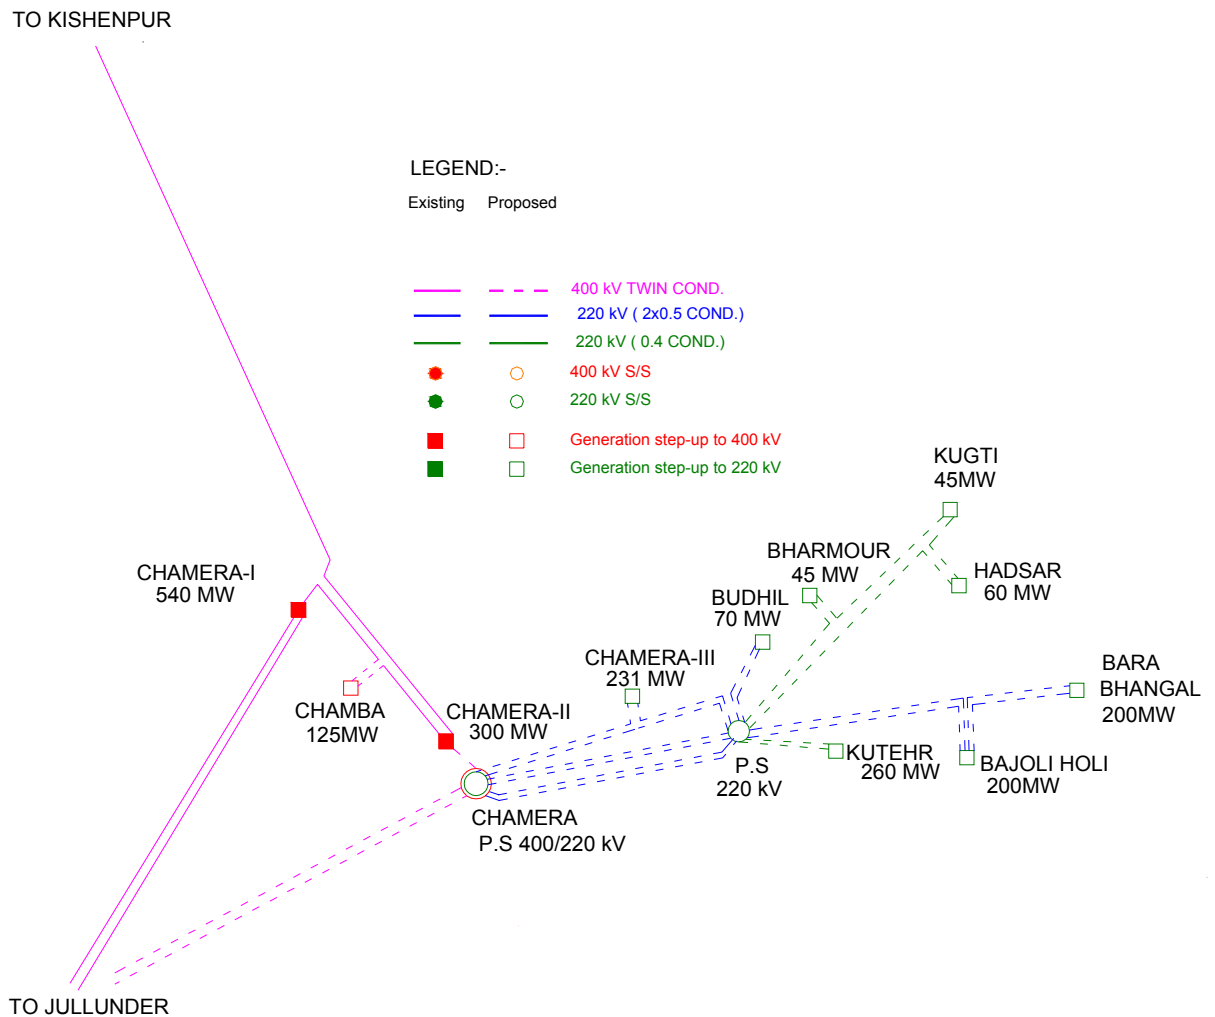 TO KISHENPUR
LEGEND:-
Existing Proposed
400 kV TWIN COND.
220 kV ( 2x0.5 COND.)
220 kV ( 0.4 COND.)
400 kV S/S
220 kV S/S
Generation step-up to 400 kV
Generation step-up to 220 kV
KUGTI
45MW
BHARMOUR
45 MW
HADSAR
60 MW
CHAMERA-I
540 MW
BUDHIL
70 MW
CHAMERA-III
231 MW
BARA
BHANGAL
200MW
CHAMBA
125MW
CHAMERA-II
300 MW
KUTEHR
260 MW
BAJOLI HOLI
200MW
P.S
220 kV
CHAMERA
P.S 400/220 kV
TO JULLUNDER